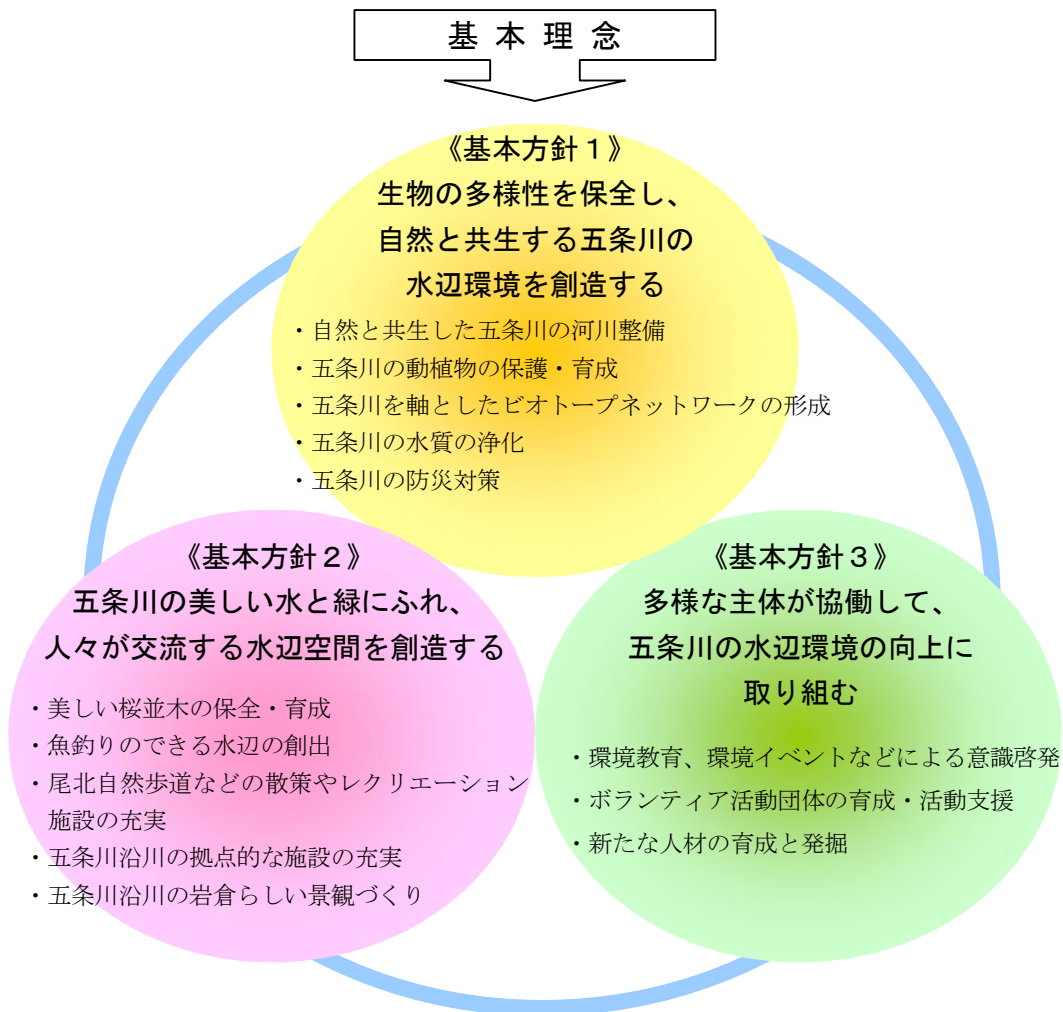 基本理念
《基本方針１》
生物の多様性を保全し、
自然と共生する五条川の
水辺環境を創造する
・自然と共生した五条川の河川整備
・五条川の動植物の保護・育成
・五条川を軸としたビオトープネットワークの形成
・五条川の水質の浄化
・五条川の防災対策
《基本方針２》
五条川の美しい水と緑にふれ、
人々が交流する水辺空間を創造する
・美しい桜並木の保全・育成
・魚釣りのできる水辺の創出
・尾北自然歩道などの散策やレクリエーション
施設の充実
・五条川沿川の拠点的な施設の充実
・五条川沿川の岩倉らしい景観づくり
《基本方針３》
多様な主体が協働して、
五条川の水辺環境の向上に
取り組む
・環境教育、環境イベントなどによる意識啓発
・ボランティア活動団体の育成・活動支援
・新たな人材の育成と発掘